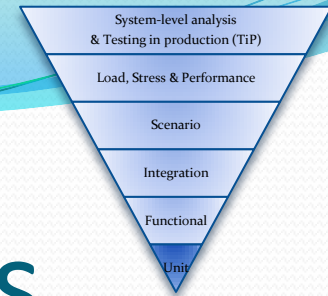 System-level analysis
& Testing in production (TiP)
Load, Stress & Performance
Scenario
Integration
Functional
Unit